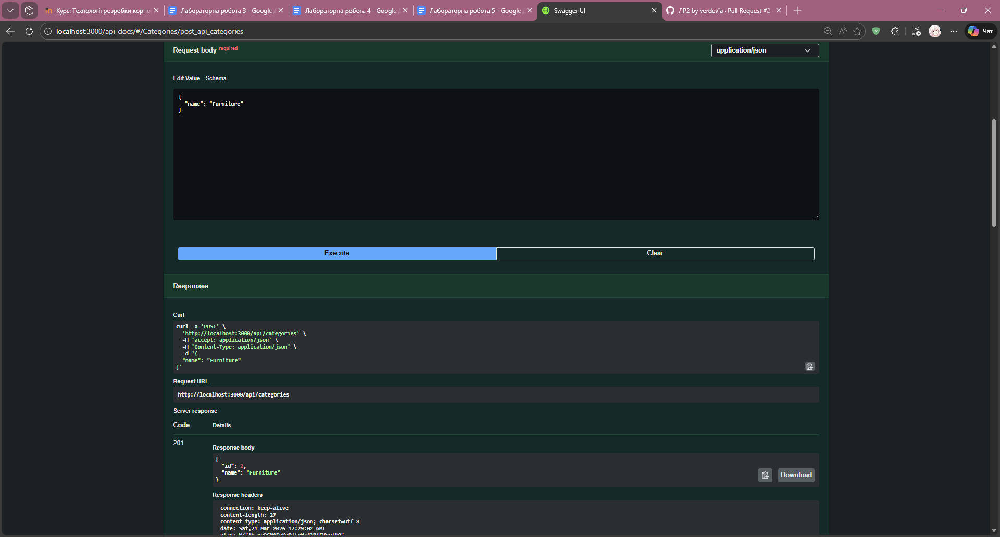 Курс: Технології розробки корпо
Лабораторна робота 3 - Google
Лабораторна робота 4 - Google
Лабораторна робота 5 - Google
Swagger UI
ЛР2 by verdevia · Pull Request #2
localhost:3000/api-docs/#/Categories/post_api_categories
Чат
Request body required
application/json
Edit Value | Schema
{
"name": "Furniture"
}
Execute
Clear
Responses
Curl
curl -X 'POST' \
'http://localhost:3000/api/categories' \
-H 'accept: application/json' \
-H 'Content-Type: application/json' \
-d '{
"name": "Furniture"
}'
Request URL
http://localhost:3000/api/categories
Server response
Code Details
201
Response body
{
"id": 2,
"name": "Furniture"
}
Download
Response headers
connection: keep-alive
content-length: 27
content-type: application/json; charset=utf-8
date: Sat,21 Mar 2026 17:29:02 GMT